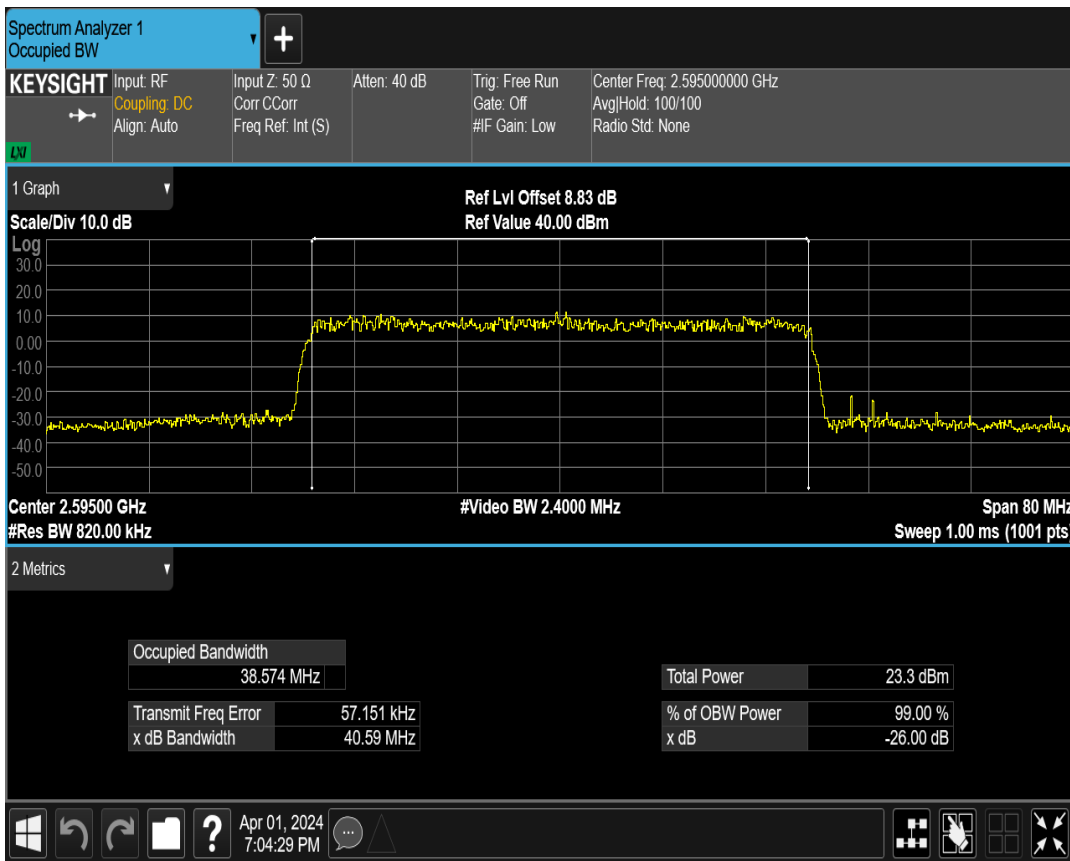 Spectrum Analyzer 1
Occupied BW
KEYSIGHT
LXI
Input: RF
Coupling: DC
Align: Auto
Input Z: 50 Ω
Corr CCorr
Freq Ref: Int (S)
Atten: 40 dB
Trig: Free Run
Gate: Off
#IF Gain: Low
Center Freq: 2.595000000 GHz
Avg|Hold: 100/100
Radio Std: None
1 Graph
Scale/Div 10.0 dB
Ref Lvl Offset 8.83 dB
Ref Value 40.00 dBm
Log
30.0
20.0
10.0
0.00
-10.0
-20.0
-30.0
-40.0
-50.0
Center 2.59500 GHz
#Video BW 2.4000 MHz
Span 80 MHz
#Res BW 820.00 kHz
Sweep 1.00 ms (1001 pts)
2 Metrics
Occupied Bandwidth
38.574 MHz
Total Power 23.3 dBm
Transmit Freq Error 57.151 kHz
% of OBW Power 99.00 %
x dB Bandwidth 40.59 MHz
x dB -26.00 dB
?
Apr 01, 2024
7:04:29 PM